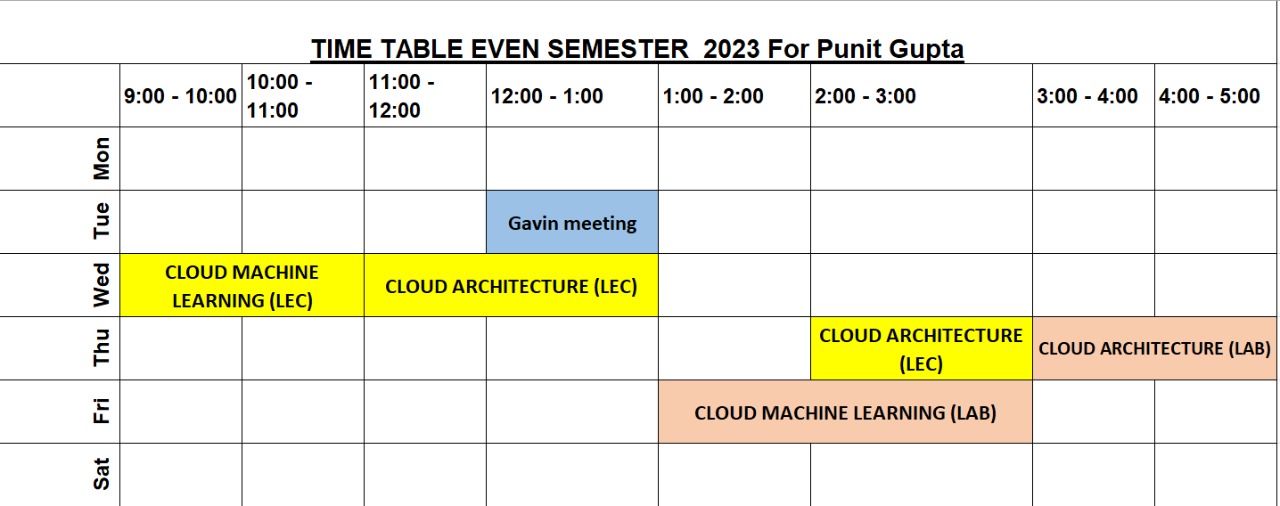 TIME TABLE EVEN SEMESTER 2023 For Punit Gupta
9:00 - 10:00
10:00 -
11:00
11:00 -
12:00
12:00 - 1:00
1:00 - 2:00
2:00 - 3:00
3:00 - 4:00
4:00 - 5:00
Mon
Tue
Gavin meeting
Wed
CLOUD MACHINE
LEARNING (LEC)
CLOUD ARCHITECTURE (LEC)
Thu
CLOUD ARCHITECTURE
(LEC)
CLOUD ARCHITECTURE (LAB)
Fri
CLOUD MACHINE LEARNING (LAB)
Sat